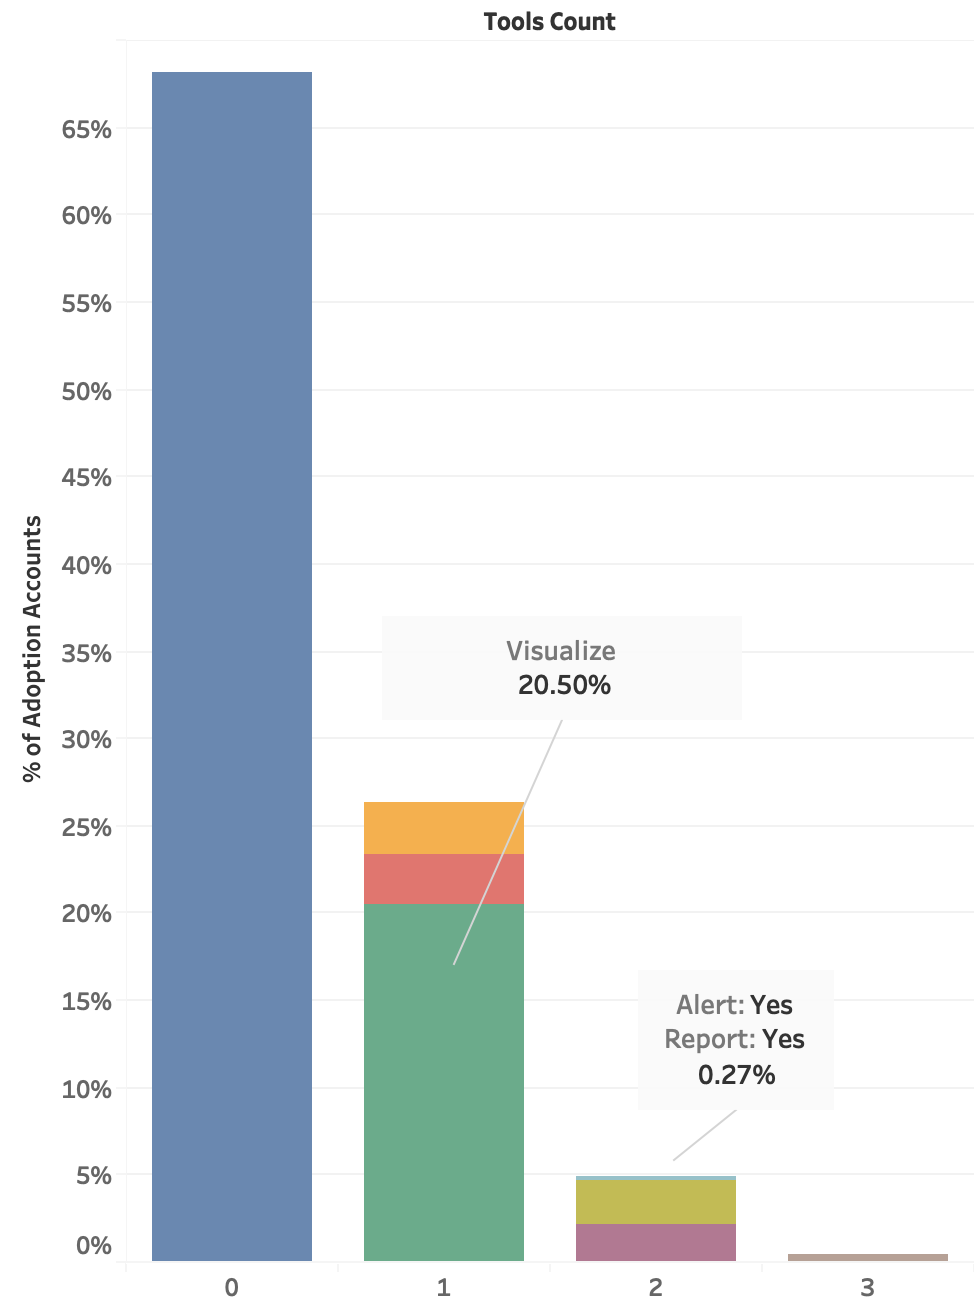 Tools Count
% of Adoption Accounts
65%
60%
55%
50%
45%
40%
35%
30%
25%
20%
15%
10%
5%
0%
Visualize
20.50%
Alert: Yes
Report: Yes
0.27%
0 1 2 3